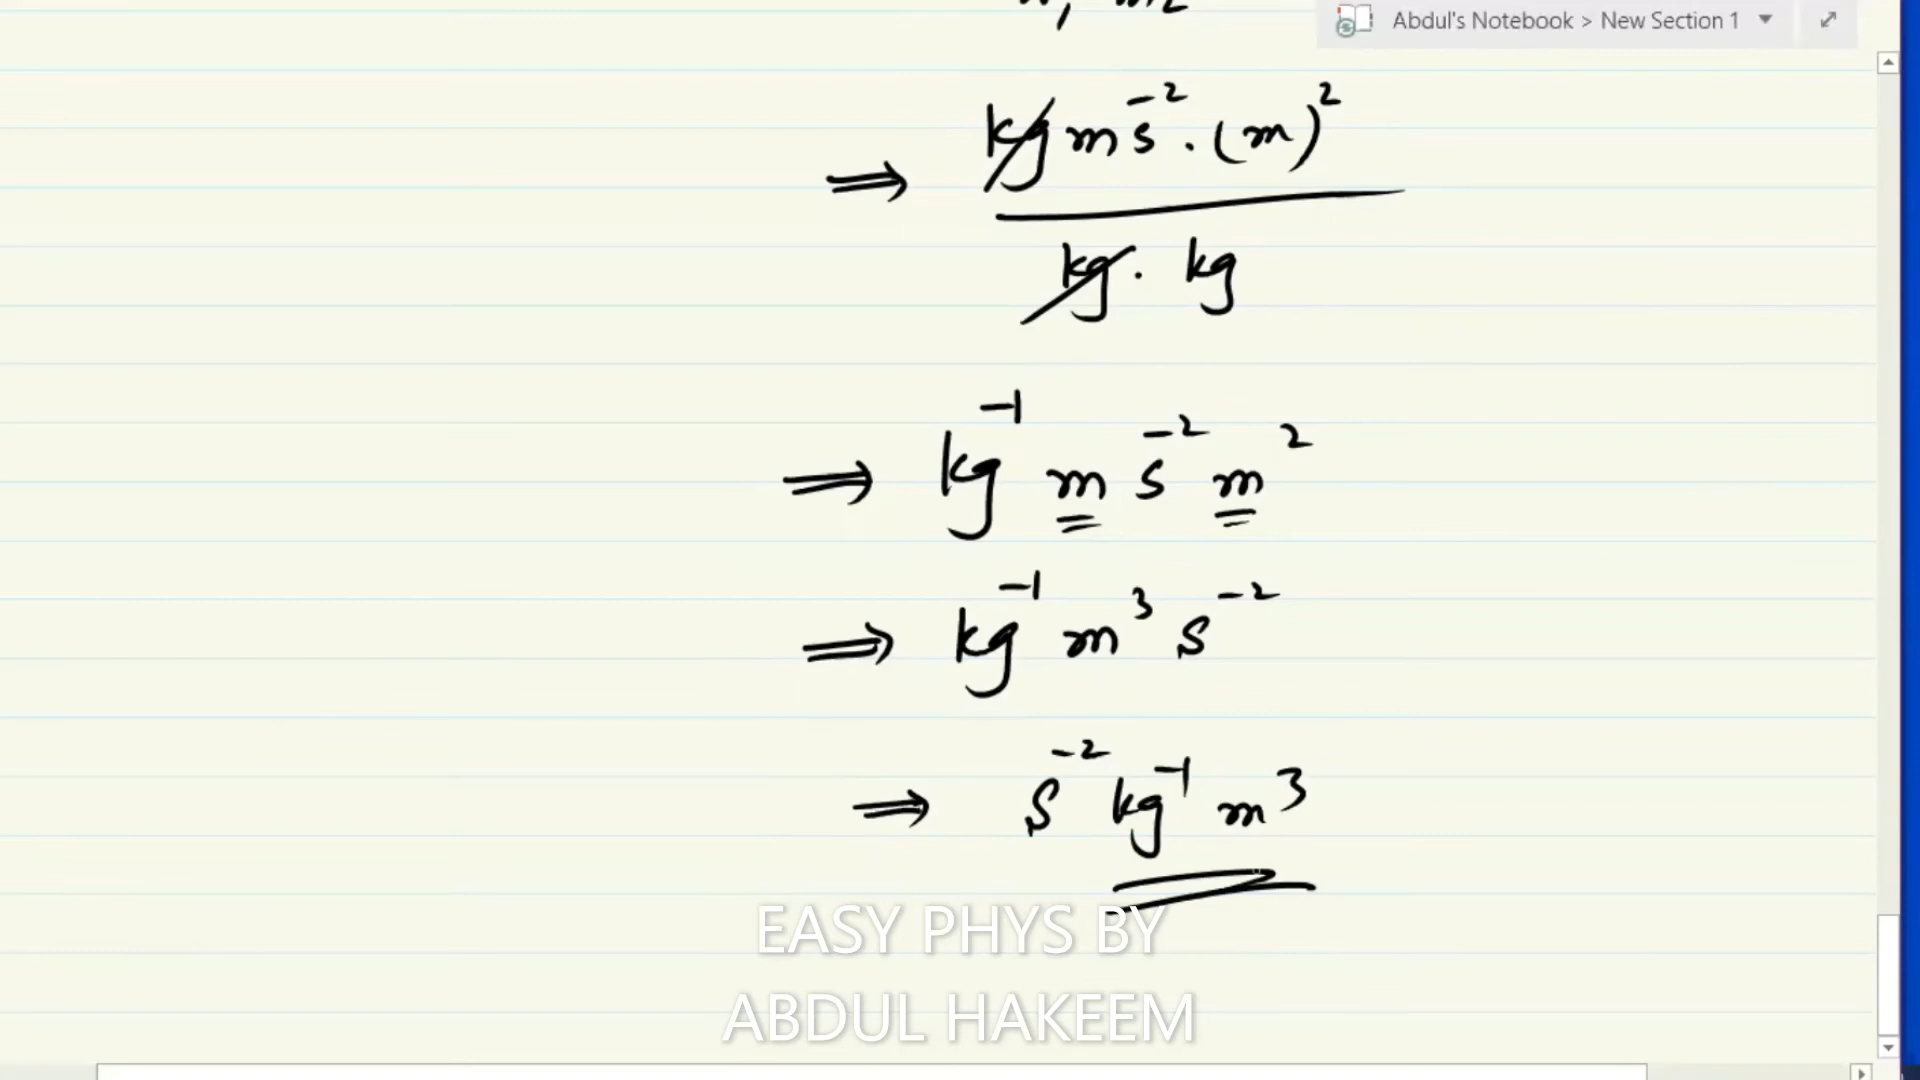 Abdul's Notebook > New Section 1
⇒ kg m s⁻² . (m)²
kg . kg
⇒ kg⁻¹ m s⁻² m²
⇒ kg⁻¹ m³ s⁻²
⇒ s⁻² kg⁻¹ m³
EASY PHYS BY
ABDUL HAKEEM